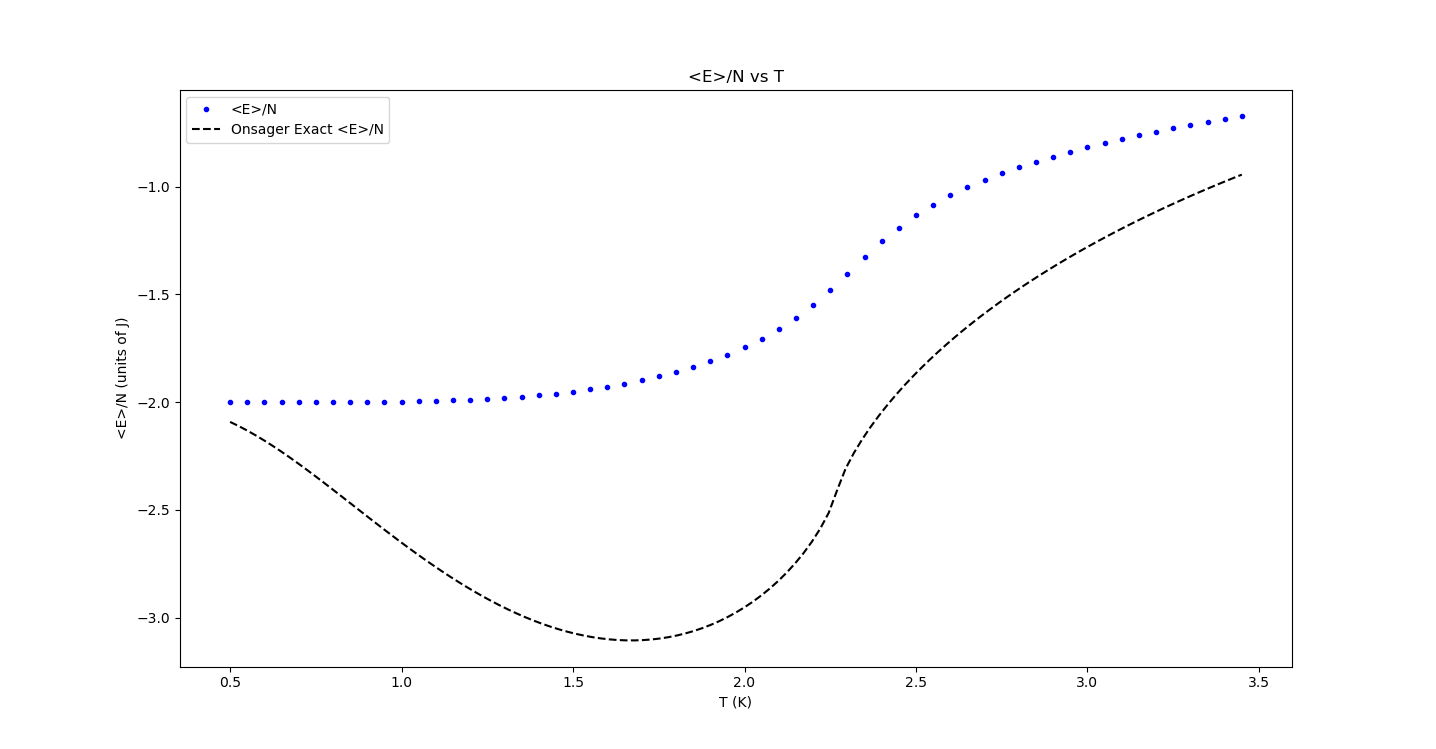 <E>/N vs T
<E>/N
Onsager Exact <E>/N
<E>/N (units of J)
−1.0
−1.5
−2.0
−2.5
−3.0
0.5 1.0 1.5 2.0 2.5 3.0 3.5
T (K)